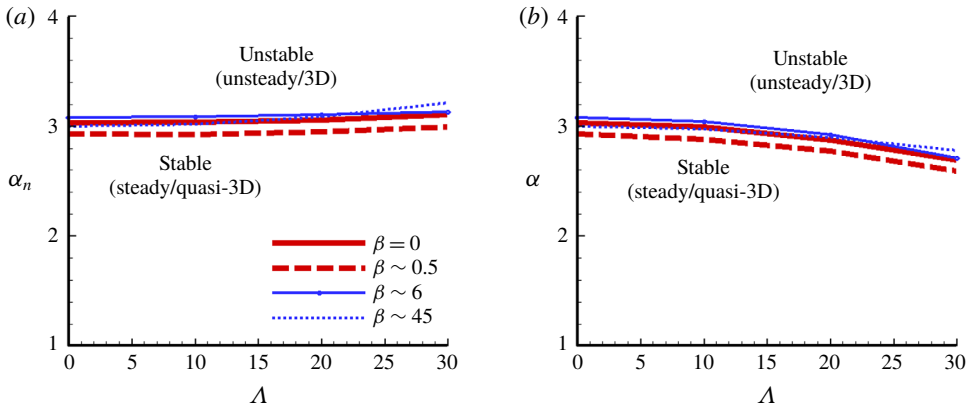 (a)
4
3
2
1
αn
Unstable
(unsteady/3D)
Stable
(steady/quasi-3D)
β = 0
β ∼ 0.5
β ∼ 6
β ∼ 45
0 5 10 15 20 25 30
Λ
(b)
4
3
2
1
α
Unstable
(unsteady/3D)
Stable
(steady/quasi-3D)
0 5 10 15 20 25 30
Λ